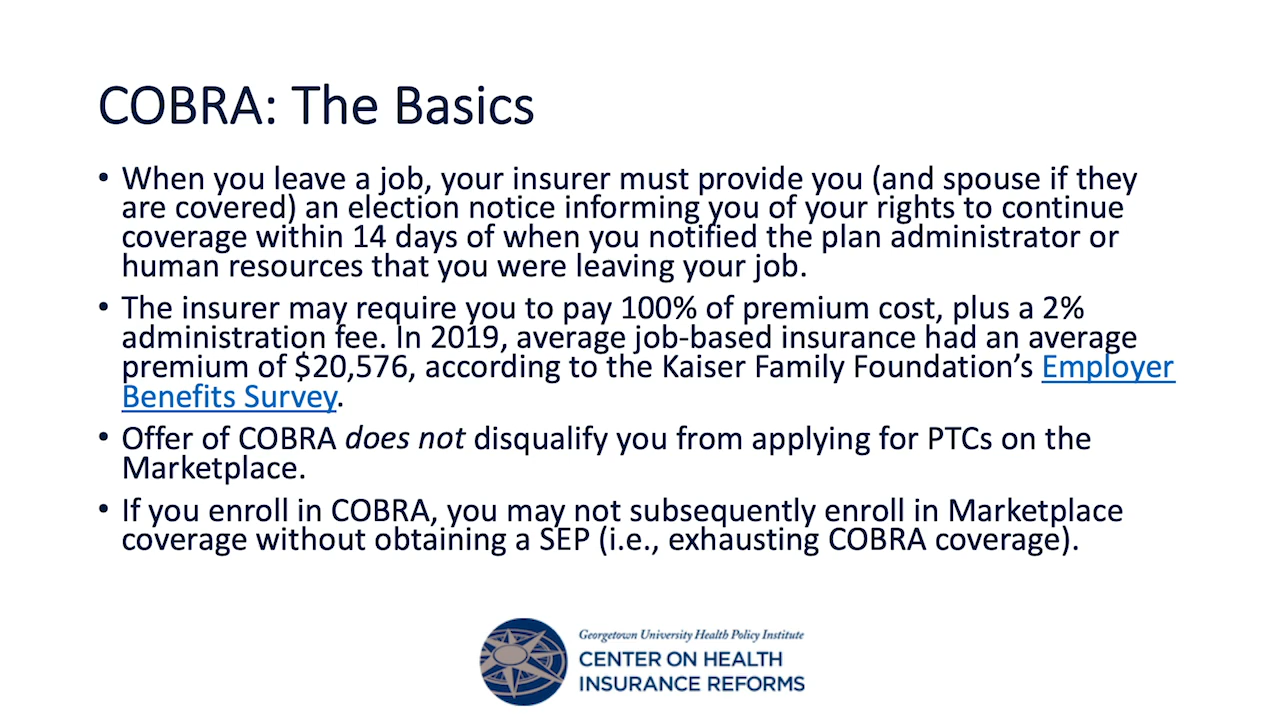 COBRA: The Basics
• When you leave a job, your insurer must provide you (and spouse if they
are covered) an election notice informing you of your rights to continue
coverage within 14 days of when you notified the plan administrator or
human resources that you were leaving your job.
• The insurer may require you to pay 100% of premium cost, plus a 2%
administration fee. In 2019, average job-based insurance had an average
premium of $20,576, according to the Kaiser Family Foundation’s Employer
Benefits Survey.
• Offer of COBRA does not disqualify you from applying for PTCs on the
Marketplace.
• If you enroll in COBRA, you may not subsequently enroll in Marketplace
coverage without obtaining a SEP (i.e., exhausting COBRA coverage).
Georgetown University Health Policy Institute
CENTER ON HEALTH
INSURANCE REFORMS